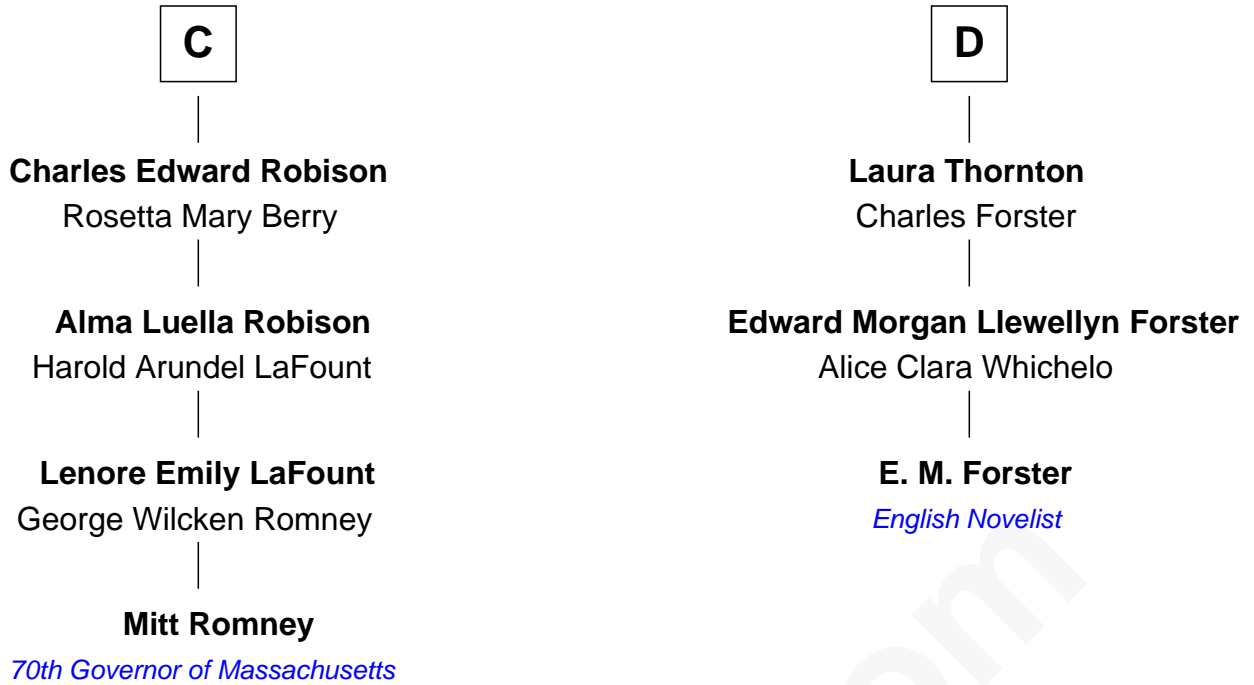 C
Charles Edward Robison
Rosetta Mary Berry
Alma Luella Robison
Harold Arundel LaFount
Lenore Emily LaFount
George Wilcken Romney
Mitt Romney
70th Governor of Massachusetts
D
Laura Thornton
Charles Forster
Edward Morgan Llewellyn Forster
Alice Clara Whichelo
E. M. Forster
English Novelist
om